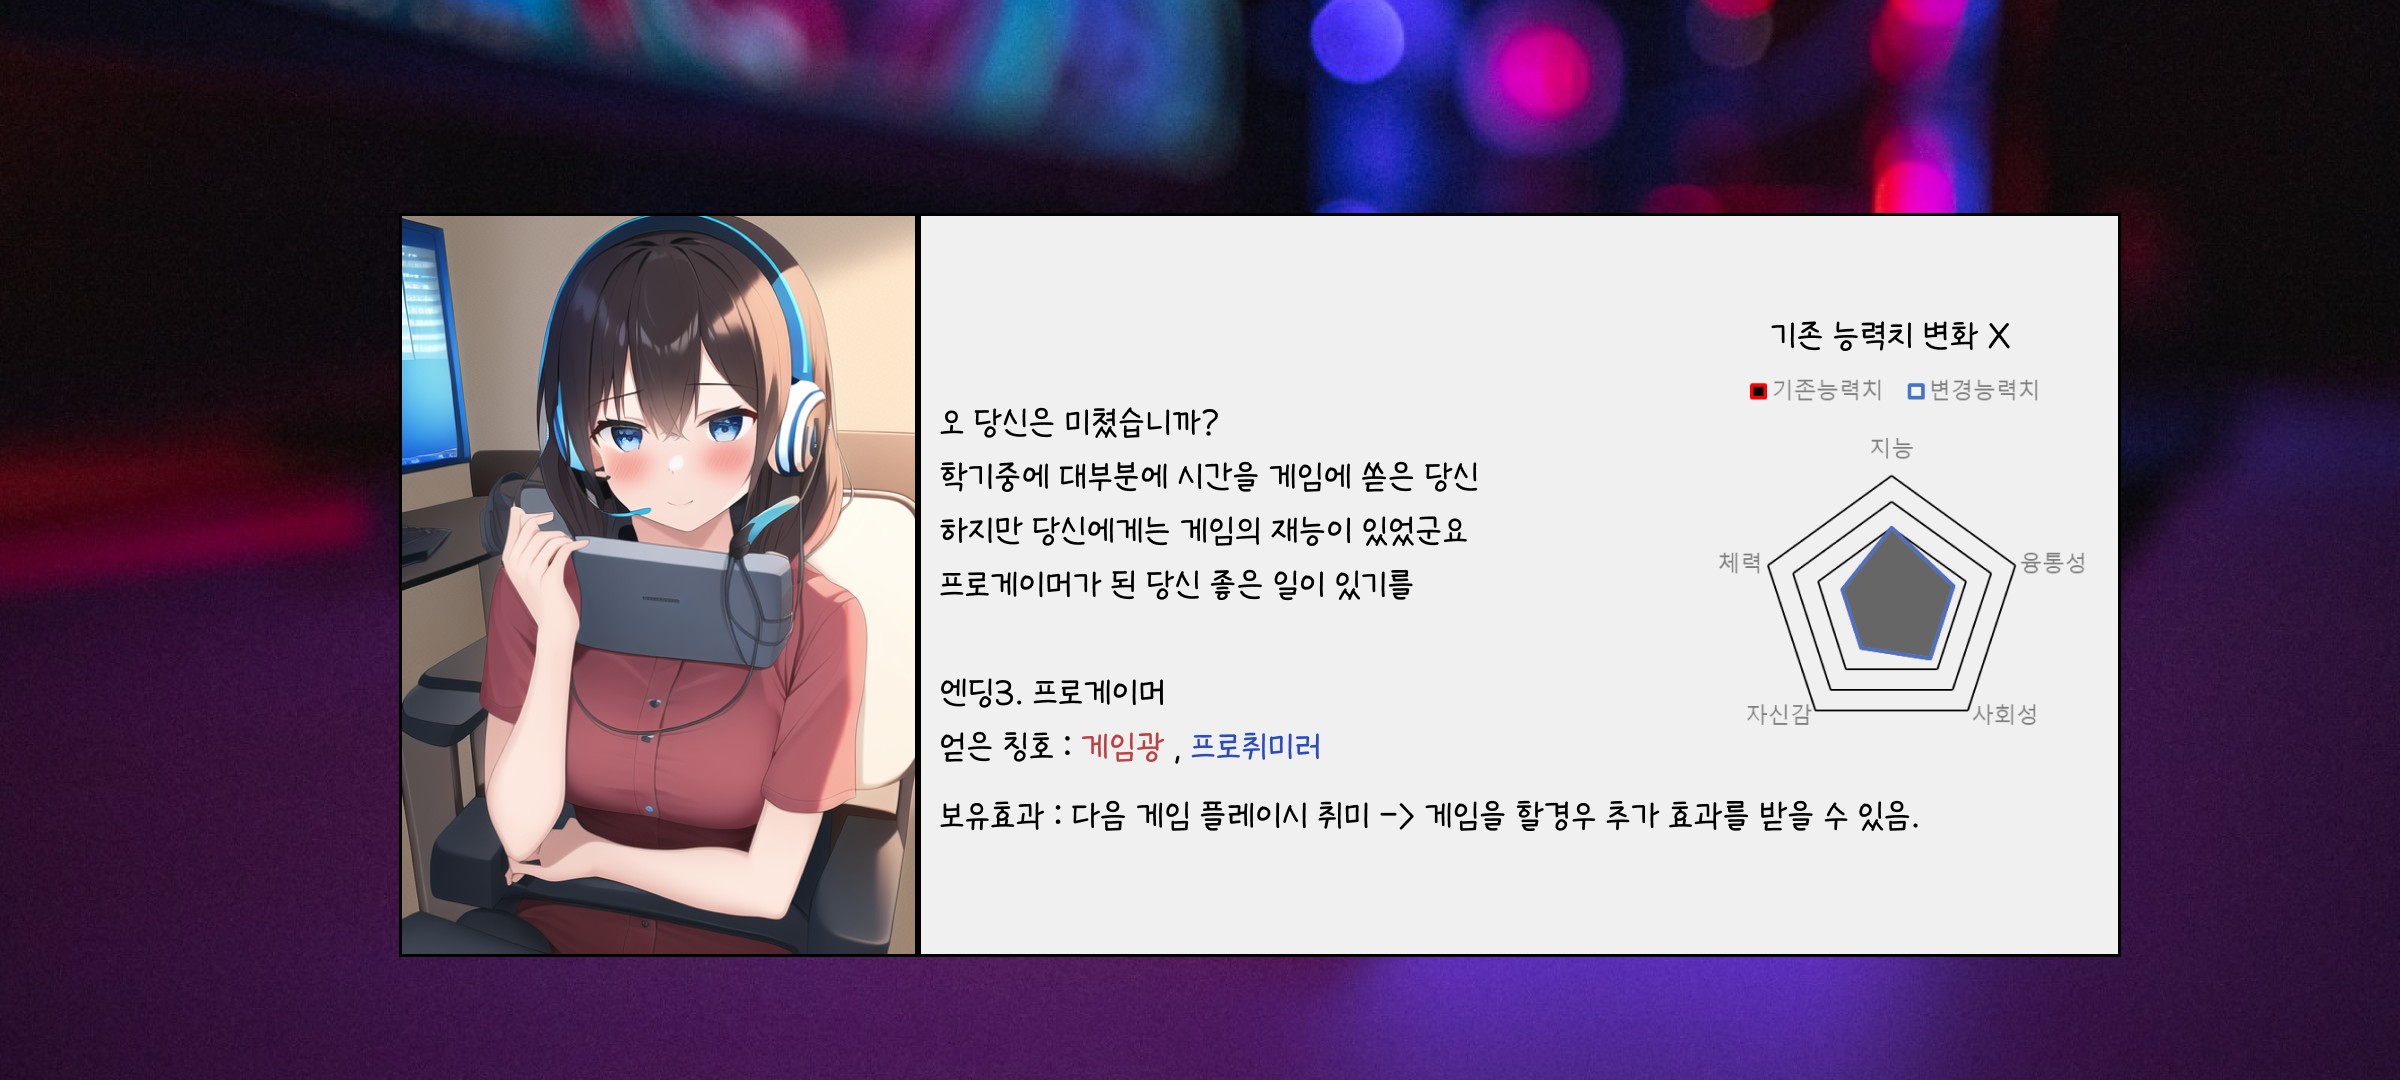 오 당신은 미쳤습니까?
학기중에 대부분에 시간을 게임에 쏟은 당신
하지만 당신에게는 게임의 재능이 있었군요
프로게이머가 된 당신 좋은 일이 있기를
엔딩3. 프로게이머
얻은 칭호 : 게임광 , 프로취미러
보유효과 : 다음 게임 플레이시 취미 -> 게임을 할경우 추가 효과를 받을 수 있음.
기존 능력치 변화 X
기존능력치 변경능력치
지능
체력 융통성
자신감 사회성